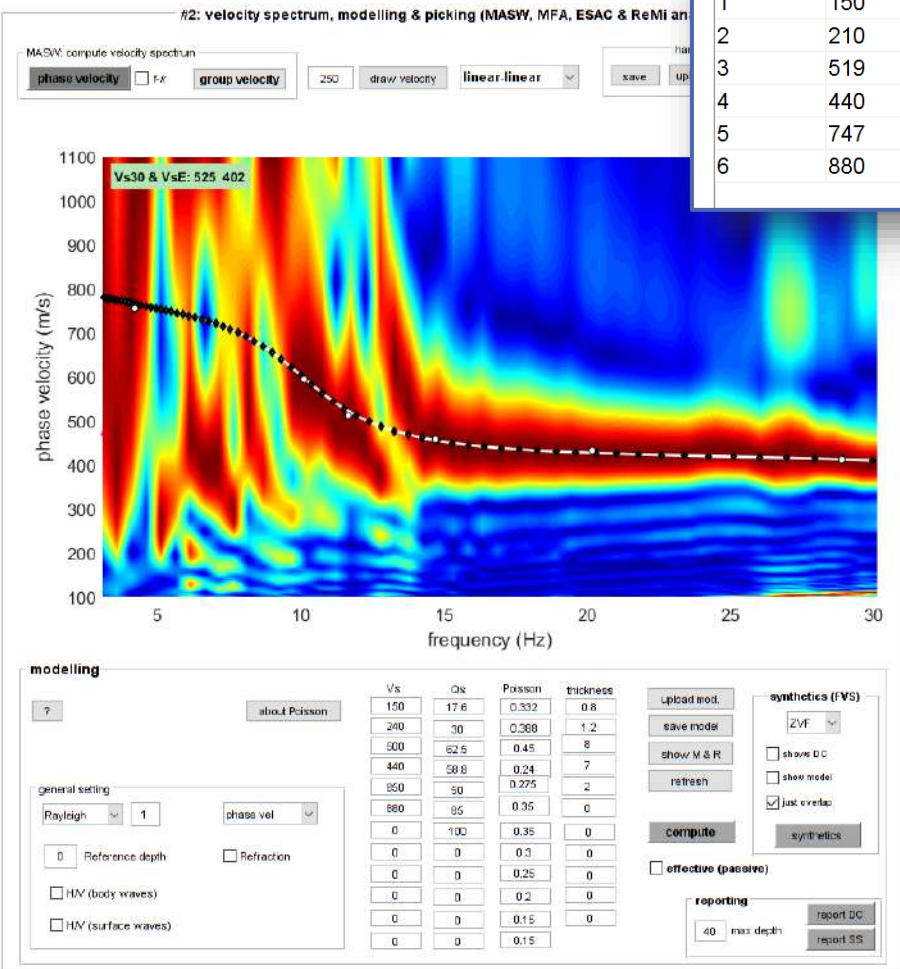 #2: velocity spectrum, modelling & picking (MASW, MFA, ESAC & ReMi an
1 150
2 210
3 519
4 440
5 747
6 880
MASW: compute velocity spectrum
phase velocity f-k group velocity 250 draw velocity linear-linear save
Vs30 & VsE: 525 402
1100
1000
900
800
700
600
500
400
300
200
100
phase velocity (m/s)
5 10 15 20 25 30
frequency (Hz)
modelling
? about Poisson
Vs Qs Poisson thickness
150 17.6 0.332 0.8
240 30 0.388 1.2
500 62.5 0.45 8
440 58.8 0.24 7
850 50 0.275 2
880 85 0.35 0
0 100 0.35 0
0 0 0.3 0
0 0 0.25 0
0 0 0.2 0
0 0 0.15 0
0 0 0.15
general setting
Rayleigh 1 phase vel
0 Reference depth Refraction
H/V (body waves)
H/V (surface waves)
upload mod.
save model
show M & R
refresh
compute
effective (passive)
synthetics (FVS)
ZVF
shows DC
show model
just overlap
synthetics
reporting
40 max depth
report DC
report SS